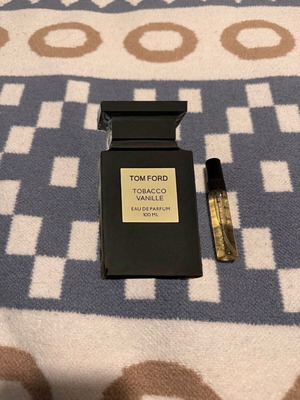 TOM FORD
TOBACCO
VANILLE
EAU DE PARFUM
100 ML